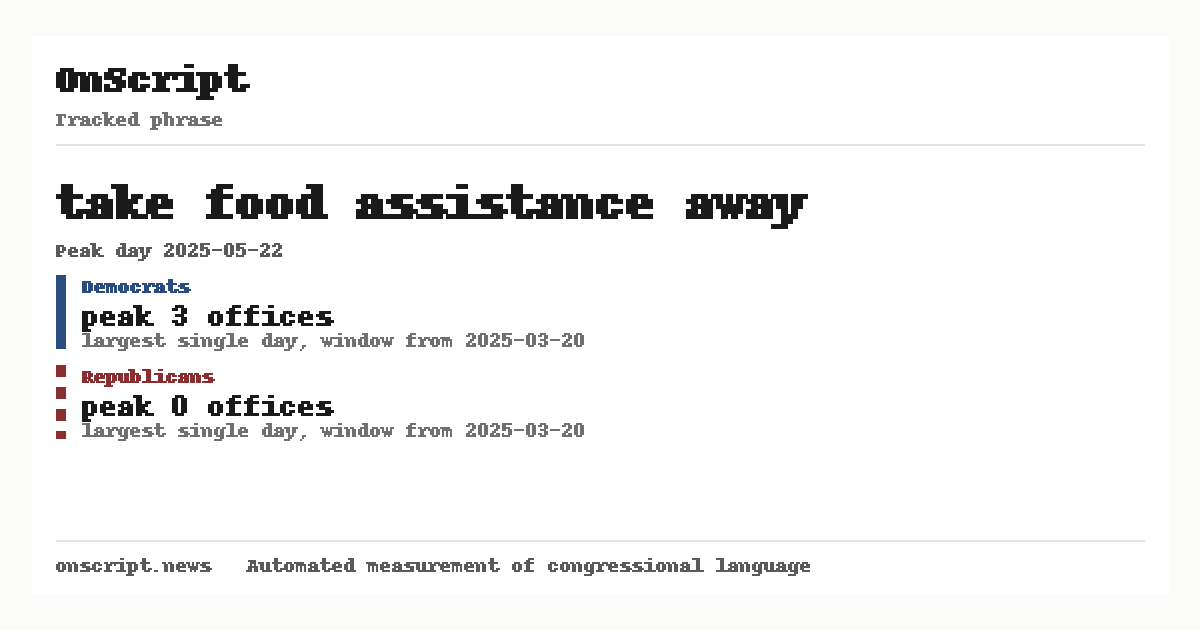 OnScript
Tracked phrase
take food assistance away
Peak day 2025-05-22
Democrats
peak 3 offices
largest single day, window from 2025-03-20
Republicans
peak 0 offices
largest single day, window from 2025-03-20
onscript.news Automated measurement of congressional language